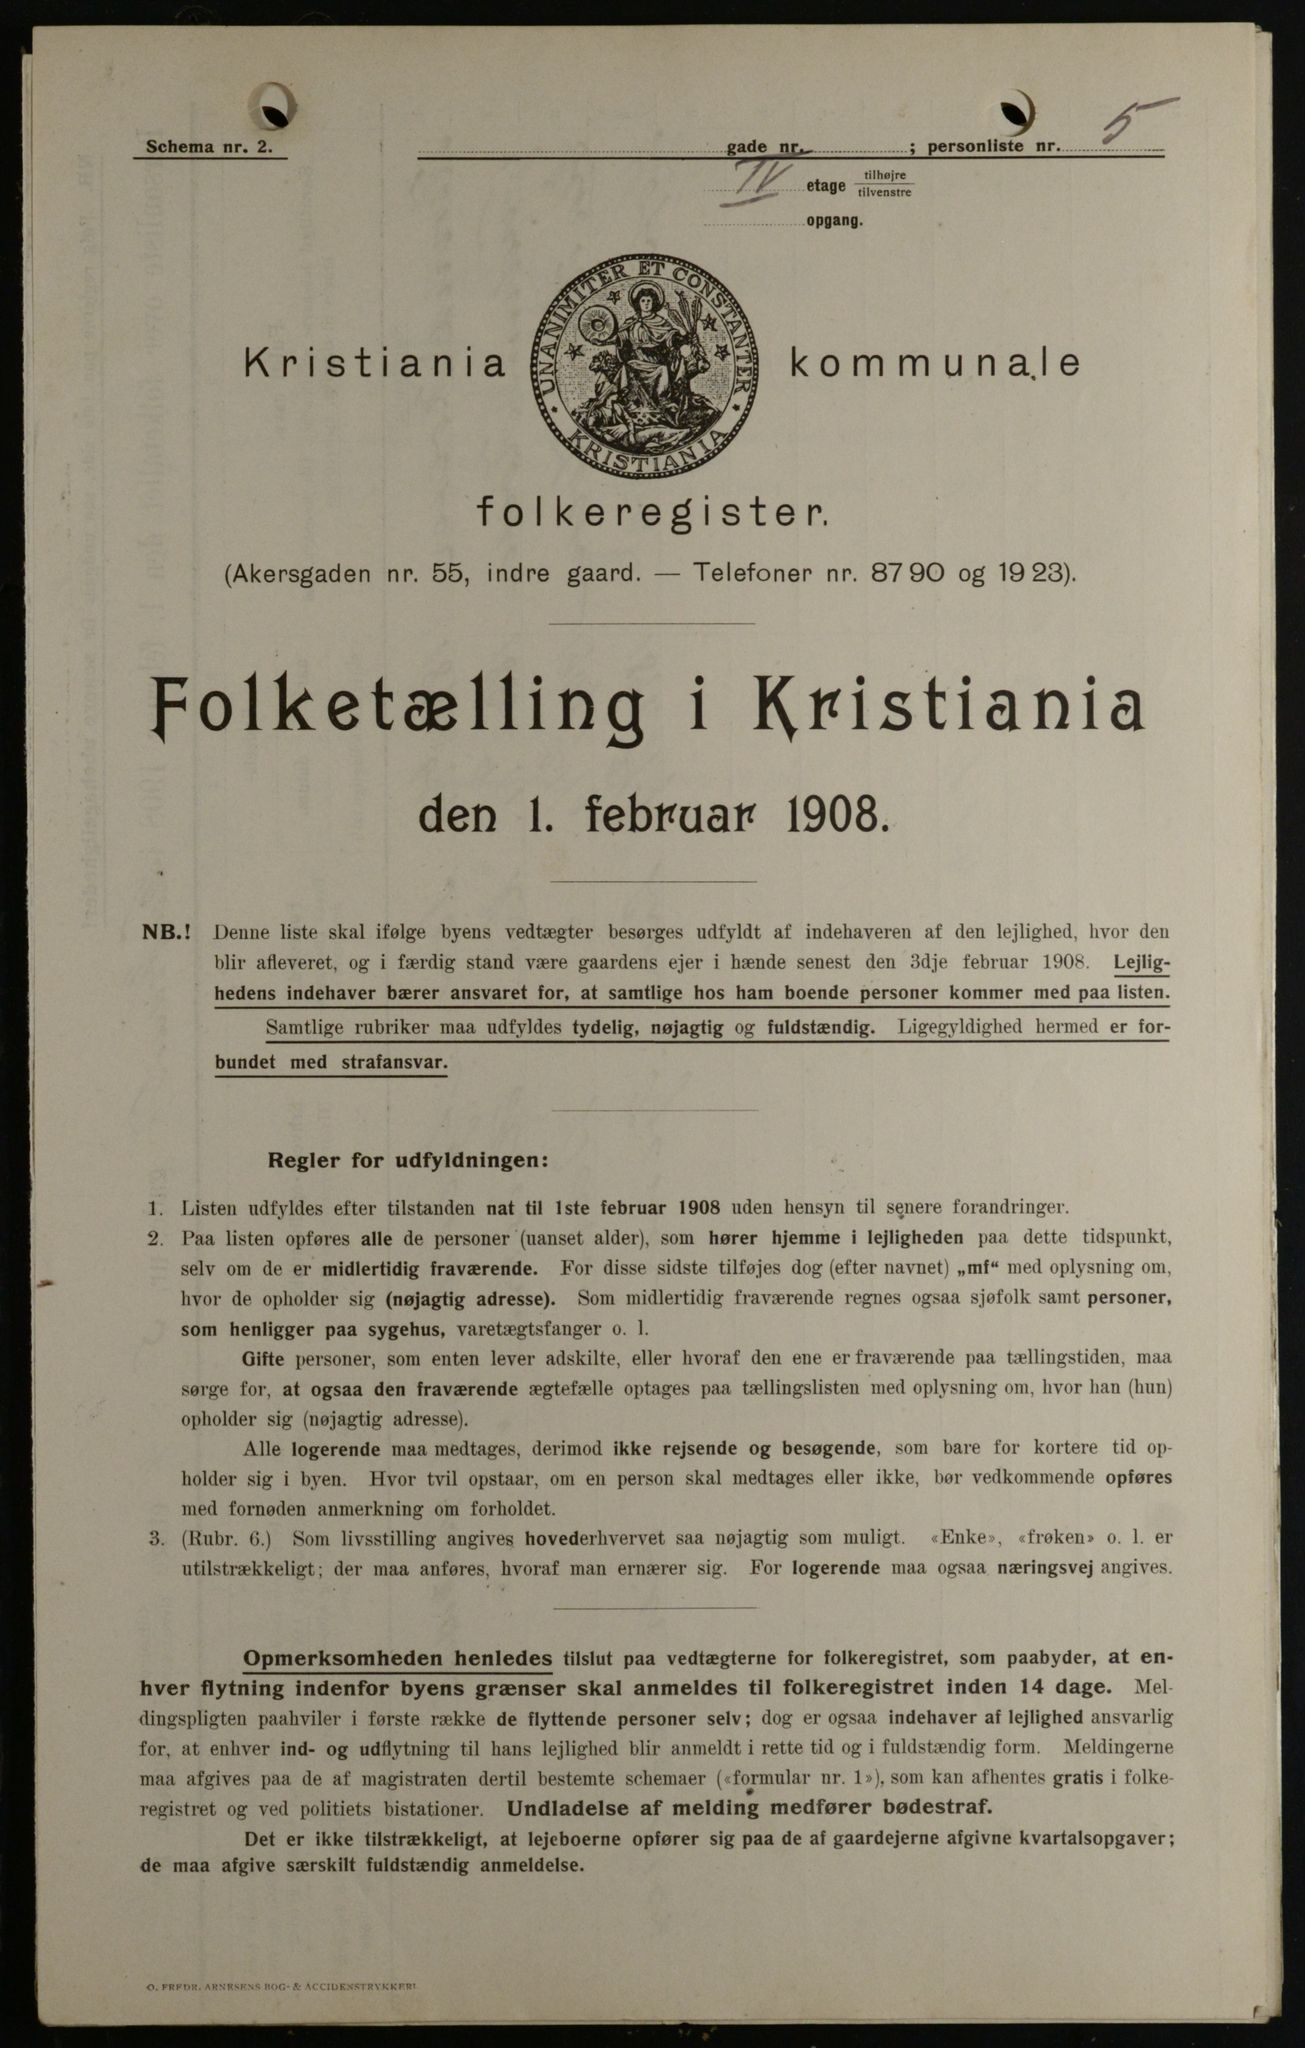 Schema nr. 2.
gade nr. ; personliste nr. 5
IV etage tilhøjre
tilvenstre
opgang.
UNANIMITER ET CONSTANTER
KRISTIANIA
Kristiania kommunale
folkeregister.
(Akersgaden nr. 55, indre gaard. — Telefoner nr. 8790 og 1923).
Folketælling i Kristiania
den 1. februar 1908.
NB.! Denne liste skal ifølge byens vedtægter besørges udfyldt af indehaveren af den lejlighed, hvor den
blir afleveret, og i færdig stand være gaardens ejer i hænde senest den 3dje februar 1908. Lejlig-
hedens indehaver bærer ansvaret for, at samtlige hos ham boende personer kommer med paa listen.
Samtlige rubriker maa udfyldes tydelig, nøjagtig og fuldstændig. Ligegyldighed hermed er for-
bundet med strafansvar.
Regler for udfyldningen:
1. Listen udfyldes efter tilstanden nat til 1ste februar 1908 uden hensyn til senere forandringer.
2. Paa listen opføres alle de personer (uanset alder), som hører hjemme i lejligheden paa dette tidspunkt,
selv om de er midlertidig fraværende. For disse sidste tilføjes dog (efter navnet) „mf“ med oplysning om,
hvor de opholder sig (nøjagtig adresse). Som midlertidig fraværende regnes ogsaa sjøfolk samt personer,
som henligger paa sygehus, varetægtsfanger o. l.
Gifte personer, som enten lever adskilte, eller hvoraf den ene er fraværende paa tællingstiden, maa
sørge for, at ogsaa den fraværende ægtefælle optages paa tællingslisten med oplysning om, hvor han (hun)
opholder sig (nøjagtig adresse).
Alle logerende maa medtages, derimod ikke rejsende og besøgende, som bare for kortere tid op-
holder sig i byen. Hvor tvil opstaar, om en person skal medtages eller ikke, bør vedkommende opføres
med fornøden anmerkning om forholdet.
3. (Rubr. 6.) Som livsstilling angives hovederhvervet saa nøjagtig som muligt. «Enke», «frøken» o. l. er
utilstrækkeligt; der maa anføres, hvoraf man ernærer sig. For logerende maa ogsaa næringsvej angives.
Opmerksomheden henledes tilslut paa vedtægterne for folkeregistret, som paabyder, at en-
hver flytning indenfor byens grænser skal anmeldes til folkeregistret inden 14 dage. Mel-
dingspligten paahviler i første række de flyttende personer selv; dog er ogsaa indehaver af lejlighed ansvarlig
for, at enhver ind- og udflytning til hans lejlighed blir anmeldt i rette tid og i fuldstændig form. Meldingerne
maa afgives paa de af magistraten dertil bestemte schemaer («formular nr. 1»), som kan afhentes gratis i folke-
registret og ved politiets bistationer. Undladelse af melding medfører bødestraf.
Det er ikke tilstrækkeligt, at lejeboerne opfører sig paa de af gaardejerne afgivne kvartalsopgaver;
de maa afgive særskilt fuldstændig anmeldelse.
O. FREDR. ARNESENS BOG- & ACCIDENSTRYKKERI